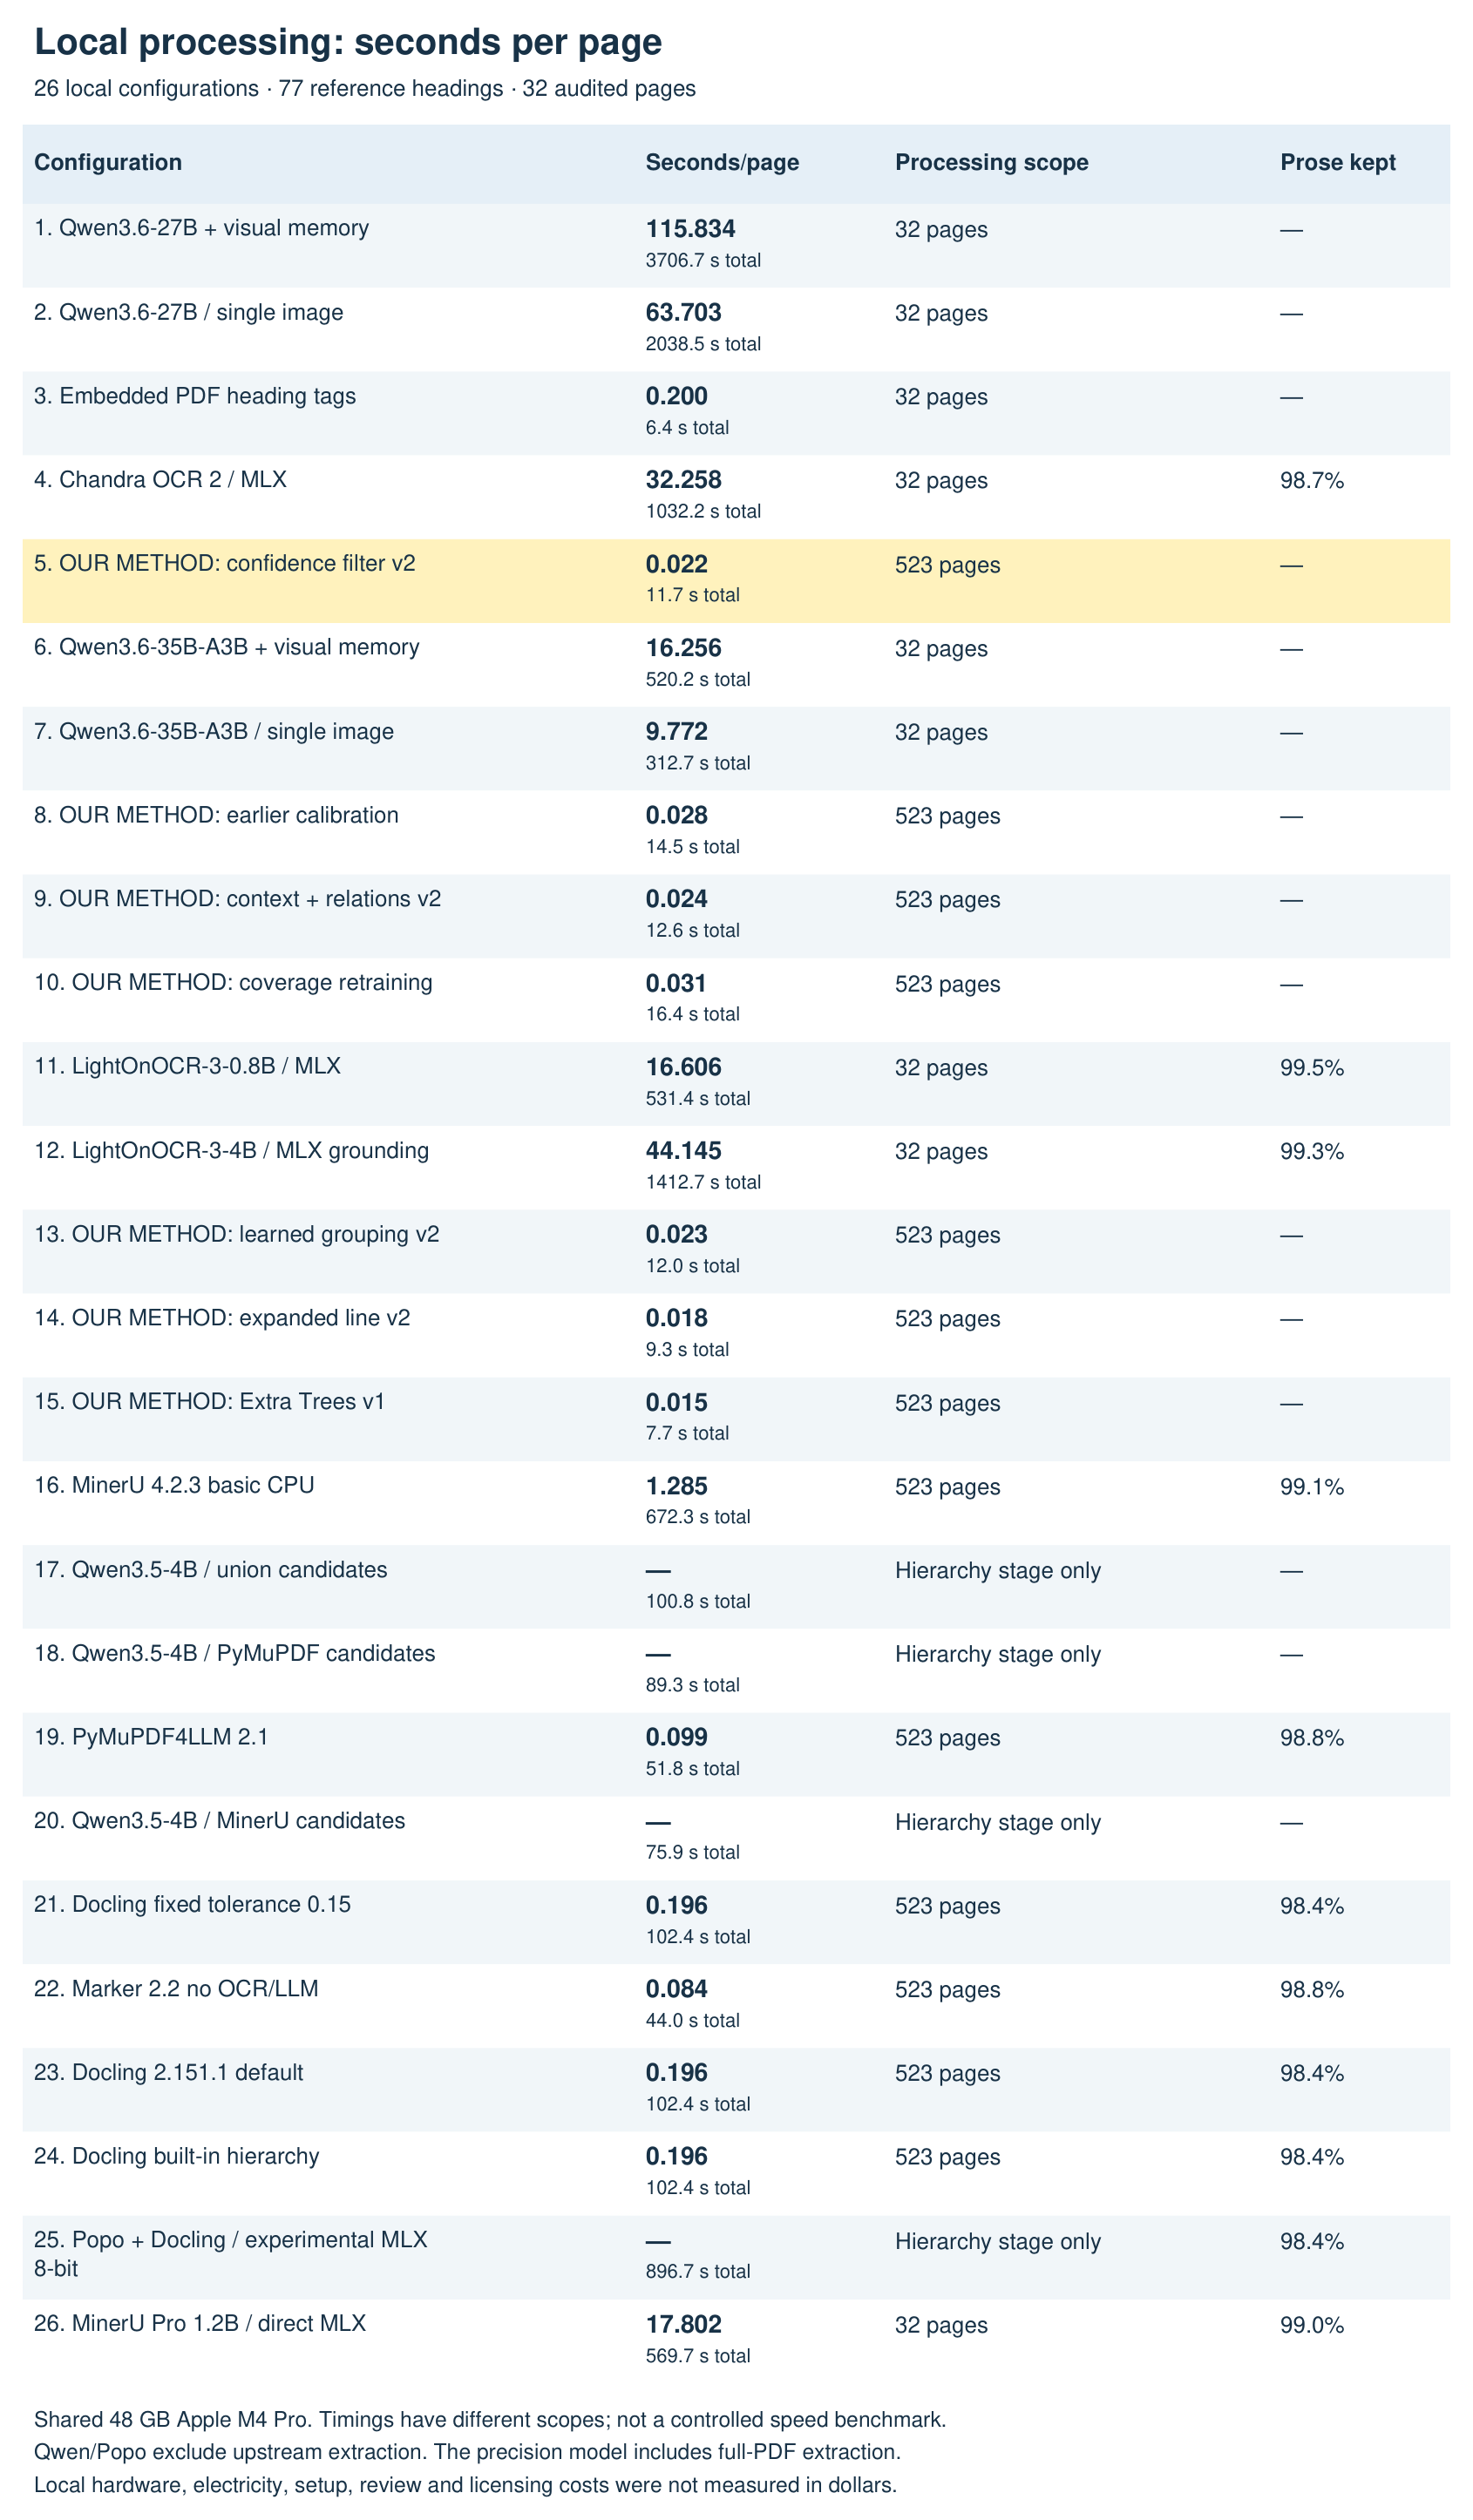 Local processing: seconds per page
26 local configurations · 77 reference headings · 32 audited pages
Configuration Seconds/page Processing scope Prose kept
1. Qwen3.6-27B + visual memory 115.834 32 pages —
3706.7 s total
2. Qwen3.6-27B / single image 63.703 32 pages —
2038.5 s total
3. Embedded PDF heading tags 0.200 32 pages —
6.4 s total
4. Chandra OCR 2 / MLX 32.258 32 pages 98.7%
1032.2 s total
5. OUR METHOD: confidence filter v2 0.022 523 pages —
11.7 s total
6. Qwen3.6-35B-A3B + visual memory 16.256 32 pages —
520.2 s total
7. Qwen3.6-35B-A3B / single image 9.772 32 pages —
312.7 s total
8. OUR METHOD: earlier calibration 0.028 523 pages —
14.5 s total
9. OUR METHOD: context + relations v2 0.024 523 pages —
12.6 s total
10. OUR METHOD: coverage retraining 0.031 523 pages —
16.4 s total
11. LightOnOCR-3-0.8B / MLX 16.606 32 pages 99.5%
531.4 s total
12. LightOnOCR-3-4B / MLX grounding 44.145 32 pages 99.3%
1412.7 s total
13. OUR METHOD: learned grouping v2 0.023 523 pages —
12.0 s total
14. OUR METHOD: expanded line v2 0.018 523 pages —
9.3 s total
15. OUR METHOD: Extra Trees v1 0.015 523 pages —
7.7 s total
16. MinerU 4.2.3 basic CPU 1.285 523 pages 99.1%
672.3 s total
17. Qwen3.5-4B / union candidates — Hierarchy stage only —
100.8 s total
18. Qwen3.5-4B / PyMuPDF candidates — Hierarchy stage only —
89.3 s total
19. PyMuPDF4LLM 2.1 0.099 523 pages 98.8%
51.8 s total
20. Qwen3.5-4B / MinerU candidates — Hierarchy stage only —
75.9 s total
21. Docling fixed tolerance 0.15 0.196 523 pages 98.4%
102.4 s total
22. Marker 2.2 no OCR/LLM 0.084 523 pages 98.8%
44.0 s total
23. Docling 2.151.1 default 0.196 523 pages 98.4%
102.4 s total
24. Docling built-in hierarchy 0.196 523 pages 98.4%
102.4 s total
25. Popo + Docling / experimental MLX — Hierarchy stage only 98.4%
8-bit 896.7 s total
26. MinerU Pro 1.2B / direct MLX 17.802 32 pages 99.0%
569.7 s total
Shared 48 GB Apple M4 Pro. Timings have different scopes; not a controlled speed benchmark.
Qwen/Popo exclude upstream extraction. The precision model includes full-PDF extraction.
Local hardware, electricity, setup, review and licensing costs were not measured in dollars.